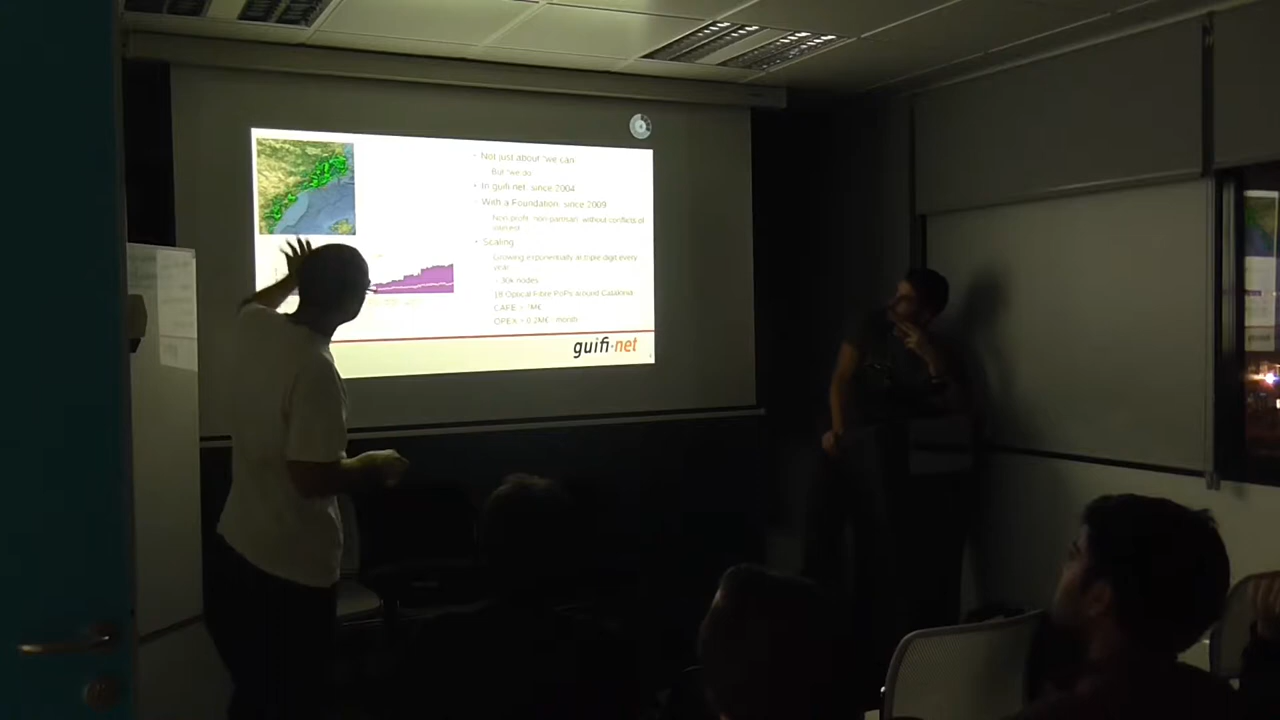 Not just about "we can
But "we do
In guifi.net since 2004
With a Foundation since 2009
Non-profit, non-partisan, without conflicts of
interest
Scaling
Growing exponentially in triple digit every
year
~ 30k nodes
18 Optical Fibre PoPs around Catalonia
guifi·net